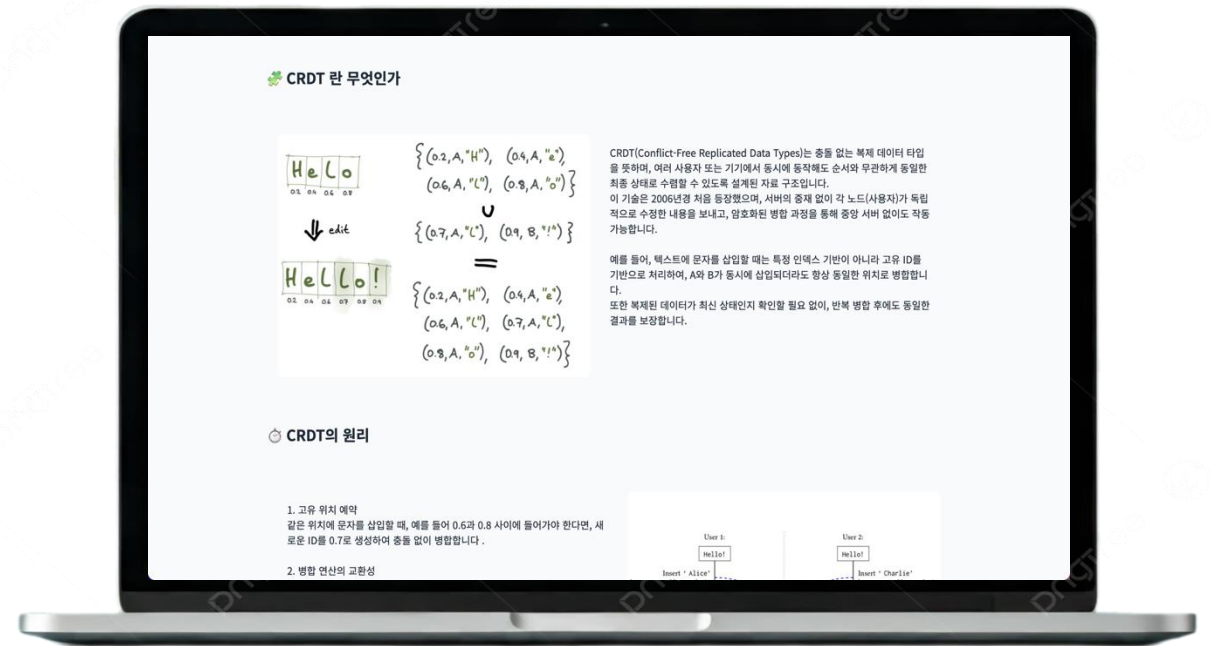 CRDT 란 무엇인가
HeLo
0.2 0.4 0.6 0.8
edit
HeLLo!
0.2 0.4 0.6 0.7 0.8 0.9
{(0.2, A, "H"), (0.4, A, "e"),
(0.6, A, "L"), (0.8, A, "o")}
∪
{(0.7, A, "L"), (0.9, B, "!")}
=
{(0.2, A, "H"), (0.4, A, "e"),
(0.6, A, "L"), (0.7, A, "L"),
(0.8, A, "o"), (0.9, B, "!")}
CRDT(Conflict-Free Replicated Data Types)는 충돌 없는 복제 데이터 타입
을 뜻하며, 여러 사용자 또는 기기에서 동시에 동작해도 순서와 무관하게 동일한
최종 상태로 수렴할 수 있도록 설계된 자료 구조입니다.
이 기술은 2006년경 처음 등장했으며, 서버의 중재 없이 각 노드(사용자)가 독립
적으로 수정한 내용을 보내고, 암호화된 병합 과정을 통해 중앙 서버 없이도 작동
가능합니다.
예를 들어, 텍스트에 문자를 삽입할 때는 특정 인덱스 기반이 아니라 고유 ID를
기반으로 처리하여, A와 B가 동시에 삽입되더라도 항상 동일한 위치로 병합합니
다.
또한 복제된 데이터가 최신 상태인지 확인할 필요 없이, 반복 병합 후에도 동일한
결과를 보장합니다.
CRDT의 원리
1. 고유 위치 예약
같은 위치에 문자를 삽입할 때, 예를 들어 0.6과 0.8 사이에 들어가야 한다면, 새
로운 ID를 0.7로 생성하여 충돌 없이 병합합니다 .
2. 병합 연산의 교환성
User 1:
Hello!
Insert ' Alice'
User 2:
Hello!
Insert ' Charlie'